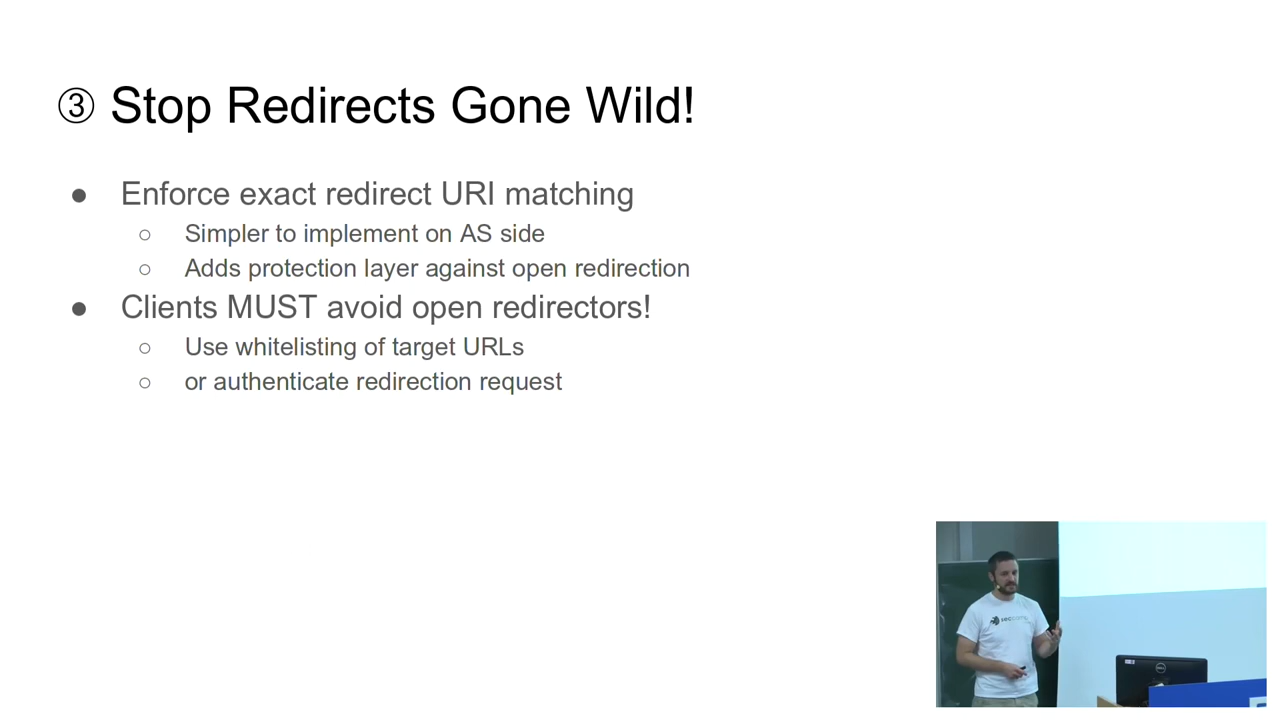 ③ Stop Redirects Gone Wild!
● Enforce exact redirect URI matching
○ Simpler to implement on AS side
○ Adds protection layer against open redirection
● Clients MUST avoid open redirectors!
○ Use whitelisting of target URLs
○ or authenticate redirection request
DELL